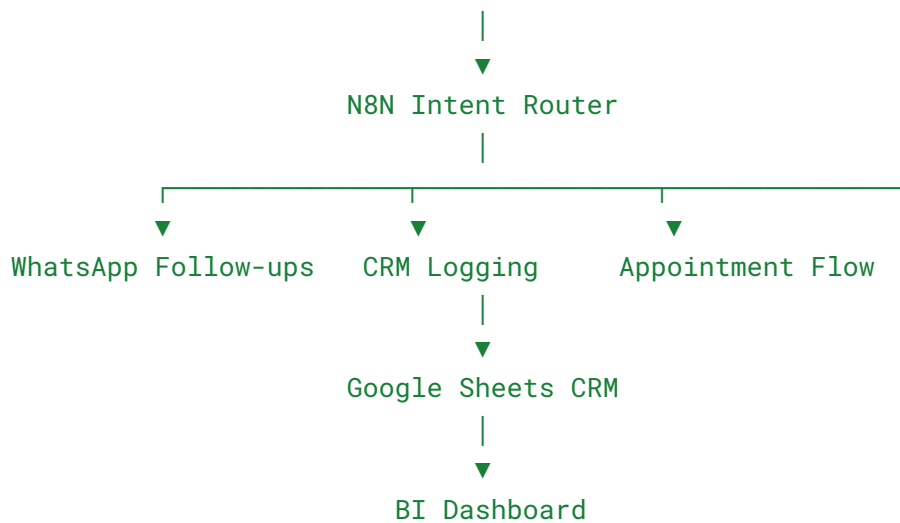 N8N Intent Router
WhatsApp Follow-ups CRM Logging Appointment Flow
Google Sheets CRM
BI Dashboard